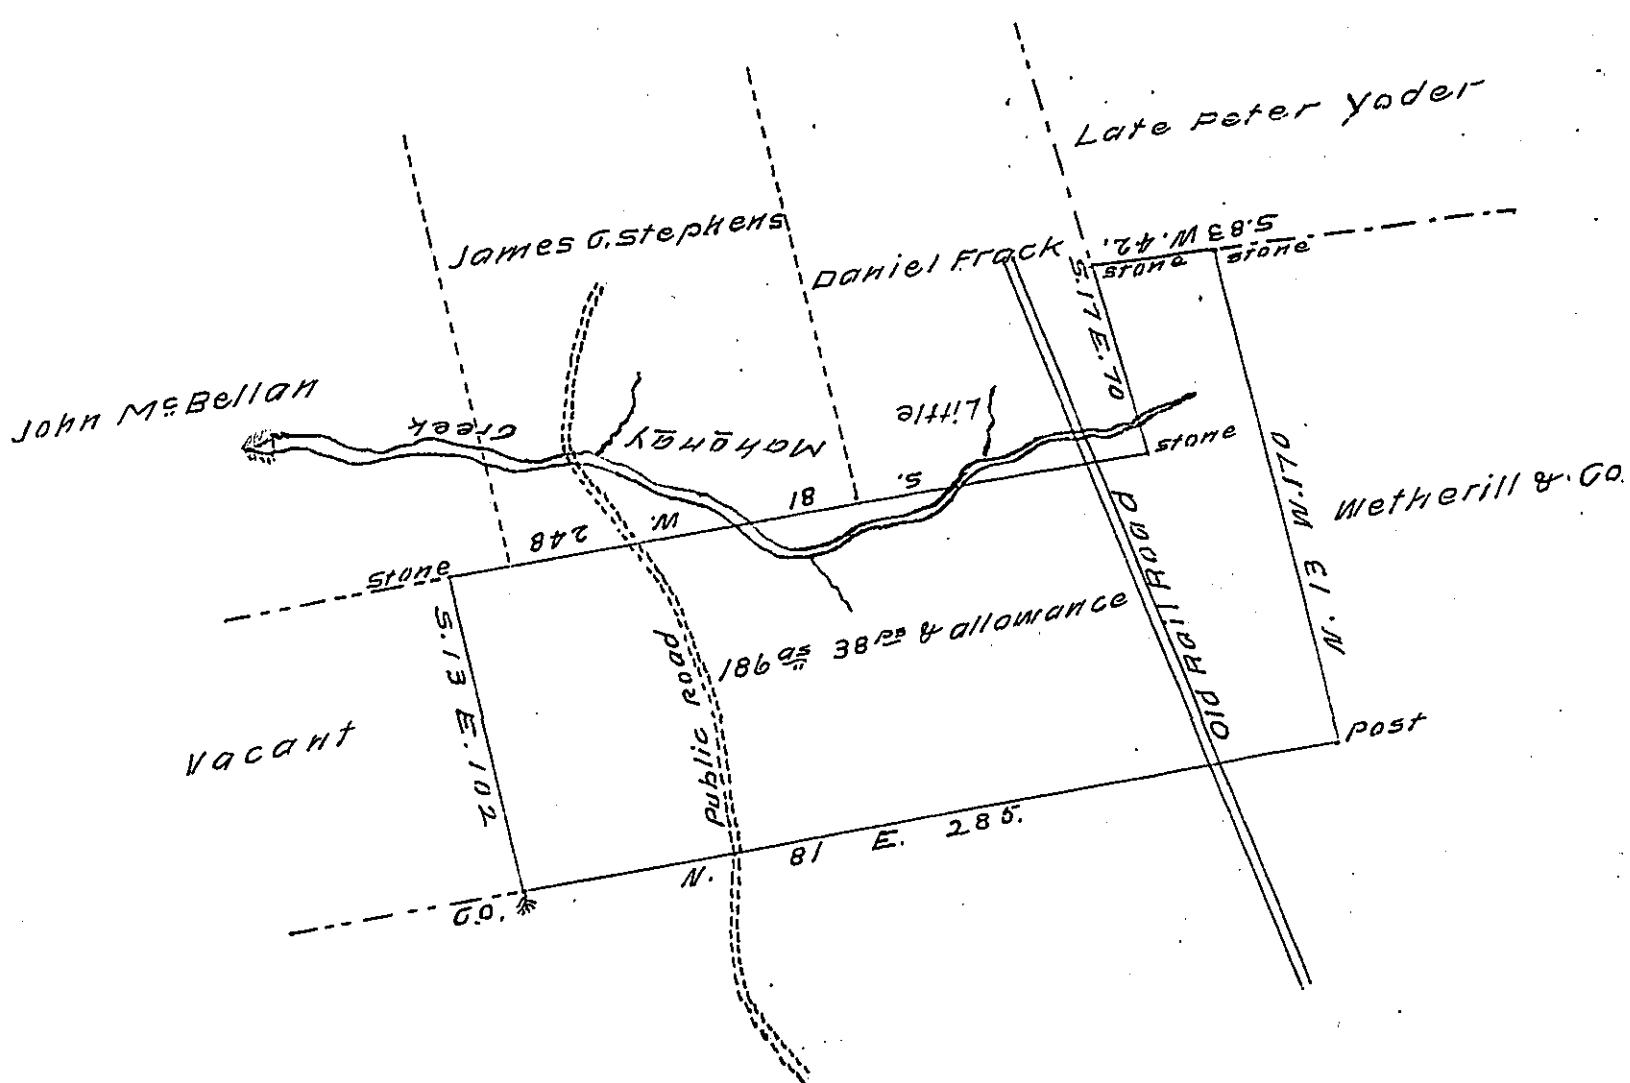 Late Peter Yoder
James G. Stephens
Daniel Frack
S. 83 W. 42.
stone
stone
S. 17 E. 70
John McBellan
Little
Mahonoy
Creek
stone
S. 81 W. 248
N. 13 W. 170
Wetherill & Co.
stone
186 as 38 ps & allowance
Old Rail Road
Public Road
S. 13 E. 102
Vacant
Post
N. 81 E. 285.
G.O.